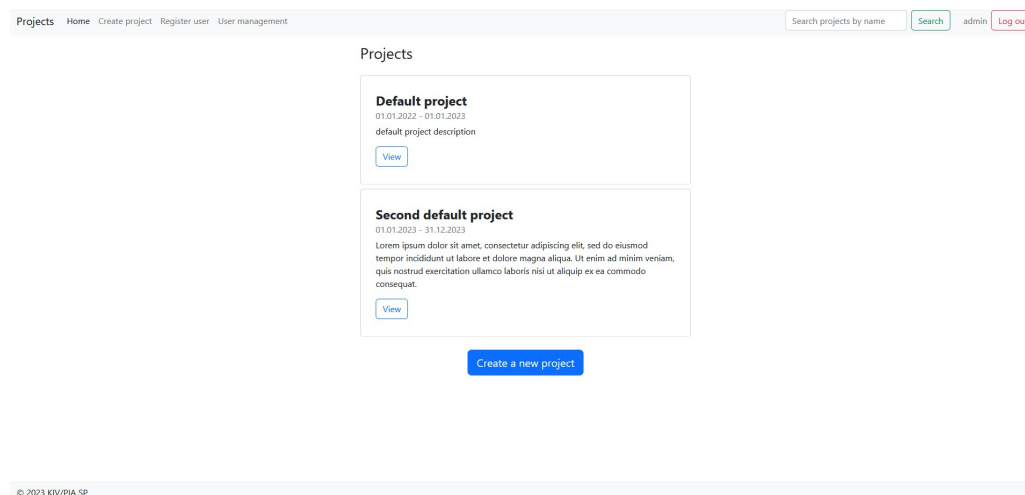 Projects Home Create project Register user User management Search projects by name Search admin Log ou
Projects
Default project
01.01.2022 - 01.01.2023
default project description
View
Second default project
01.01.2023 - 31.12.2023
Lorem ipsum dolor sit amet, consectetur adipiscing elit, sed do eiusmod
tempor incididunt ut labore et dolore magna aliqua. Ut enim ad minim veniam,
quis nostrud exercitation ullamco laboris nisi ut aliquip ex ea commodo
consequat.
View
Create a new project
© 2023 KIV/PIA SP